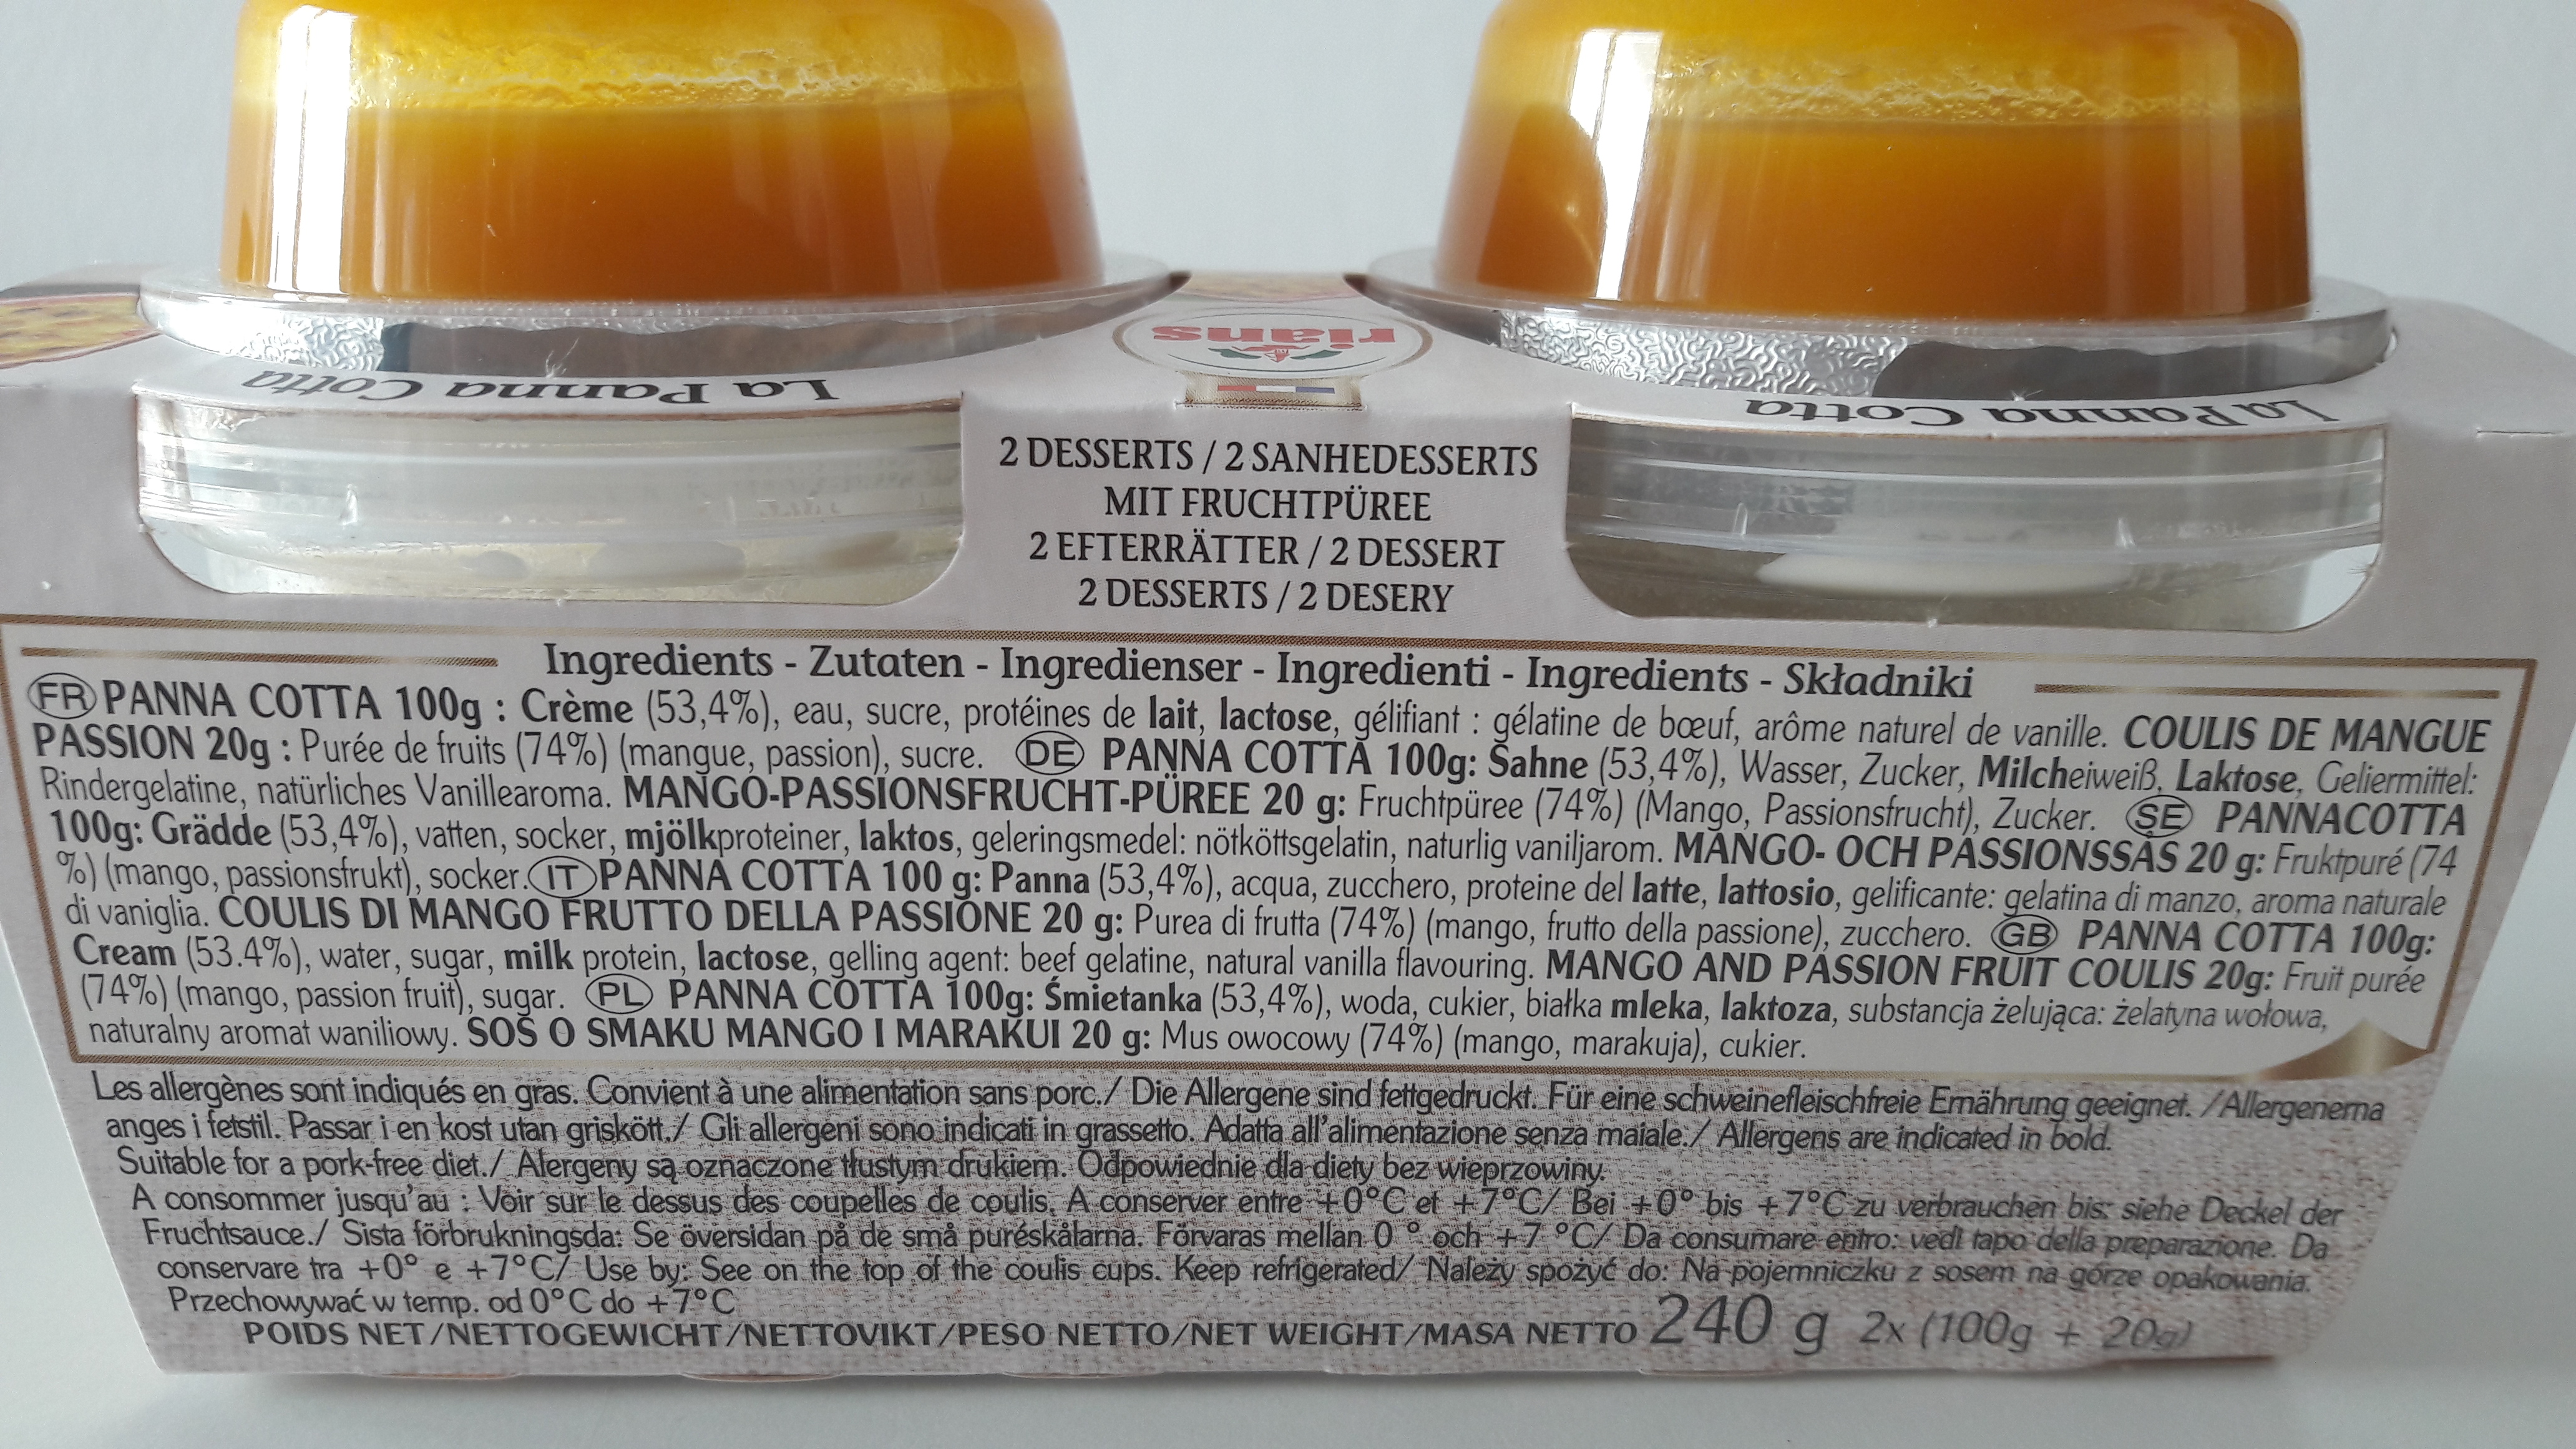 rians
La Panna Cotta
La Panna Cotta
2 DESSERTS / 2 SANHEDESSERTS
MIT FRUCHTPÜREE
2 EFTERRÄTTER / 2 DESSERT
2 DESSERTS / 2 DESERY
Ingredients - Zutaten - Ingredienser - Ingredienti - Ingredients - Składniki
FR PANNA COTTA 100g : Crème (53,4%), eau, sucre, protéines de lait, lactose, gélifiant : gélatine de bœuf, arôme naturel de vanille. COULIS DE MANGUE
PASSION 20g : Purée de fruits (74%) (mangue, passion), sucre. DE PANNA COTTA 100g: Sahne (53,4%), Wasser, Zucker, Milcheiweiß, Laktose, Geliermittel:
Rindergelatine, natürliches Vanillearoma. MANGO-PASSIONSFRUCHT-PÜREE 20 g: Fruchtpüree (74%) (Mango, Passionsfrucht), Zucker. SE PANNACOTTA
100g: Grädde (53,4%), vatten, socker, mjölkproteiner, laktos, geleringsmedel: nötköttsgelatin, naturlig vaniljarom. MANGO- OCH PASSIONSSÅS 20 g: Fruktpuré (74
%) (mango, passionsfrukt), socker. IT PANNA COTTA 100 g: Panna (53,4%), acqua, zucchero, proteine del latte, lattosio, gelificante: gelatina di manzo, aroma naturale
di vaniglia. COULIS DI MANGO FRUTTO DELLA PASSIONE 20 g: Purea di frutta (74%) (mango, frutto della passione), zucchero. GB PANNA COTTA 100g:
Cream (53.4%), water, sugar, milk protein, lactose, gelling agent: beef gelatine, natural vanilla flavouring. MANGO AND PASSION FRUIT COULIS 20g: Fruit purée
(74%) (mango, passion fruit), sugar. PL PANNA COTTA 100g: Śmietanka (53,4%), woda, cukier, białka mleka, laktoza, substancja żelująca: żelatyna wołowa,
naturalny aromat waniliowy. SOS O SMAKU MANGO I MARAKUI 20 g: Mus owocowy (74%) (mango, marakuja), cukier.
Les allergènes sont indiqués en gras. Convient à une alimentation sans porc./ Die Allergene sind fettgedruckt. Für eine schweinefleischfreie Ernährung geeignet. /Allergenerna
anges i fetstil. Passar i en kost utan griskött./ Gli allergeni sono indicati in grassetto. Adatta all'alimentazione senza maiale./ Allergens are indicated in bold.
Suitable for a pork-free diet./ Alergeny są oznaczone tłustym drukiem. Odpowiednie dla diety bez wieprzowiny.
A consommer jusqu'au : Voir sur le dessus des coupelles de coulis. A conserver entre +0°C et +7°C/ Bei +0° bis +7°C zu verbrauchen bis: siehe Deckel der
Fruchtsauce./ Sista förbrukningsda: Se översidan på de små puréskålarna. Förvaras mellan 0 ° och +7 °C/ Da consumare entro: vedi tapo della preparazione. Da
conservare tra +0° e +7°C/ Use by: See on the top of the coulis cups. Keep refrigerated/ Należy spożyć do: Na pojemniczku z sosem na górze opakowania.
Przechowywać w temp. od 0°C do +7°C
POIDS NET/NETTOGEWICHT/NETTOVIKT/PESO NETTO/NET WEIGHT/MASA NETTO 240 g 2x (100g + 20g)